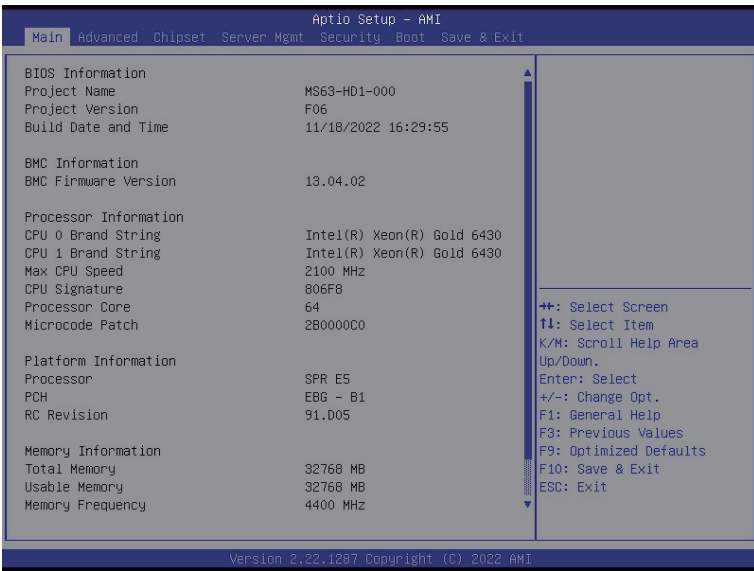 Aptio Setup – AMI
Main Advanced Chipset Server Mgmt Security Boot Save & Exit
BIOS Information
Project Name MS63-HD1-000
Project Version F06
Build Date and Time 11/18/2022 16:29:55
BMC Information
BMC Firmware Version 13.04.02
Processor Information
CPU 0 Brand String Intel(R) Xeon(R) Gold 6430
CPU 1 Brand String Intel(R) Xeon(R) Gold 6430
Max CPU Speed 2100 MHz
CPU Signature 806F8
Processor Core 64
Microcode Patch 2B0000C0
Platform Information
Processor SPR E5
PCH EBG – B1
RC Revision 91.D05
Memory Information
Total Memory 32768 MB
Usable Memory 32768 MB
Memory Frequency 4400 MHz
→←: Select Screen
↑↓: Select Item
K/M: Scroll Help Area
Up/Down.
Enter: Select
+/-: Change Opt.
F1: General Help
F3: Previous Values
F9: Optimized Defaults
F10: Save & Exit
ESC: Exit
Version 2.22.1287 Copyright (C) 2022 AMI